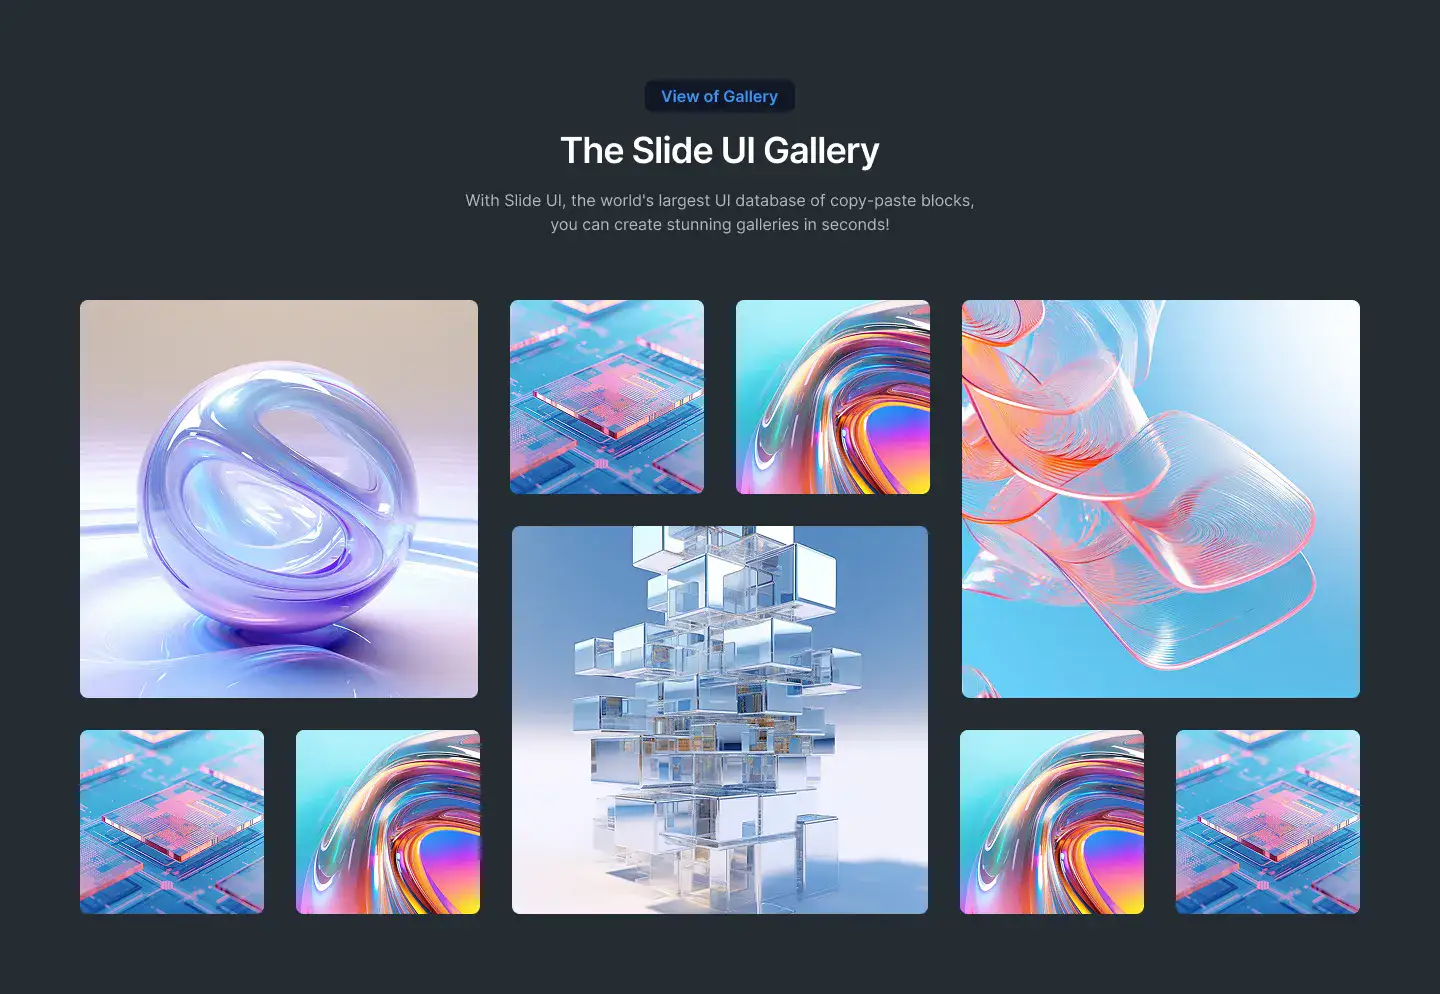 View of Gallery
The Slide UI Gallery
With Slide UI, the world's largest UI database of copy-paste blocks,
you can create stunning galleries in seconds!